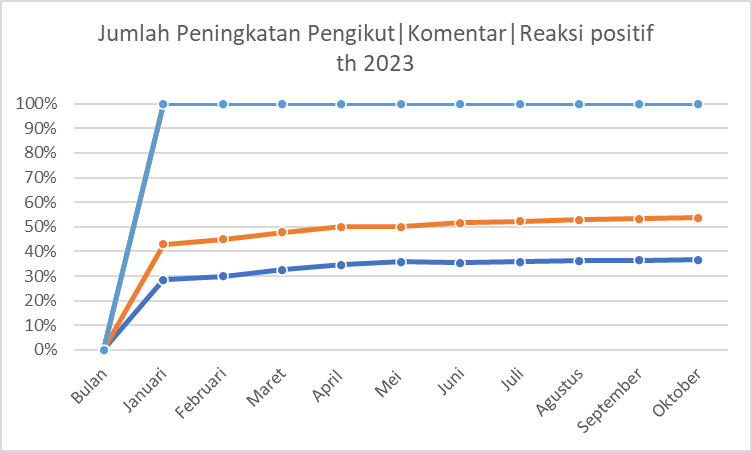 Jumlah Peningkatan Pengikut|Komentar|Reaksi positif
th 2023
100%
90%
80%
70%
60%
50%
40%
30%
20%
10%
0%
Bulan
Januari
Februari
Maret
April
Mei
Juni
Juli
Agustus
September
Oktober